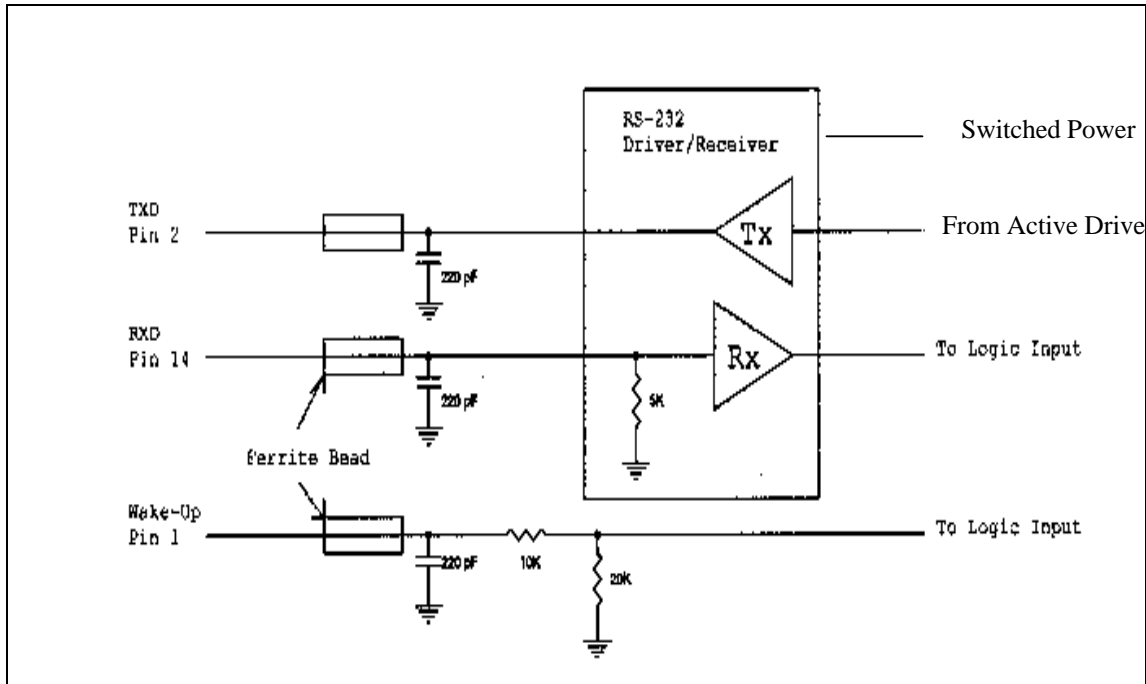 RS-232
Driver/Receiver
Switched Power
TXD
Pin 2
Tx
From Active Drive
220 pF
RXD
Pin 14
Rx
To Logic Input
220 pF
5K
Ferrite Bead
Wake-Up
Pin 1
To Logic Input
220 pF
10K
20K